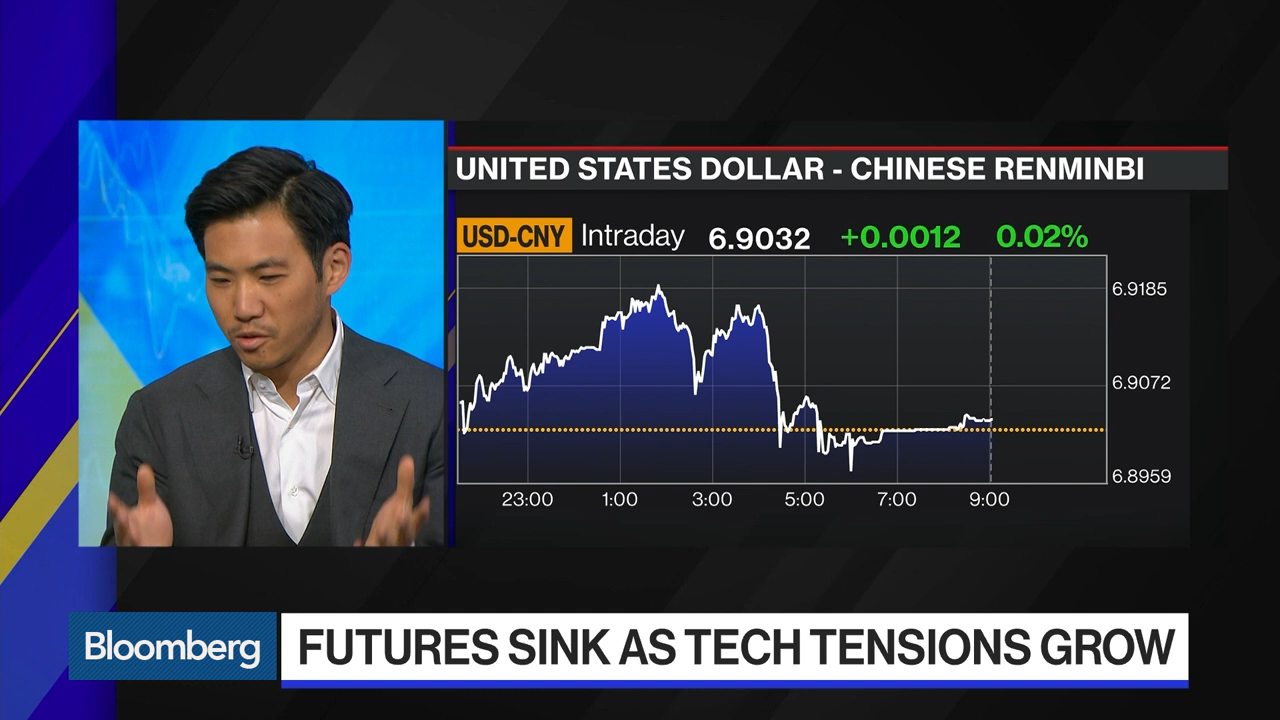 UNITED STATES DOLLAR - CHINESE RENMINBI
USD-CNY Intraday 6.9032 +0.0012 0.02%
6.9185
6.9072
6.8959
23:00 1:00 3:00 5:00 7:00 9:00
Bloomberg FUTURES SINK AS TECH TENSIONS GROW